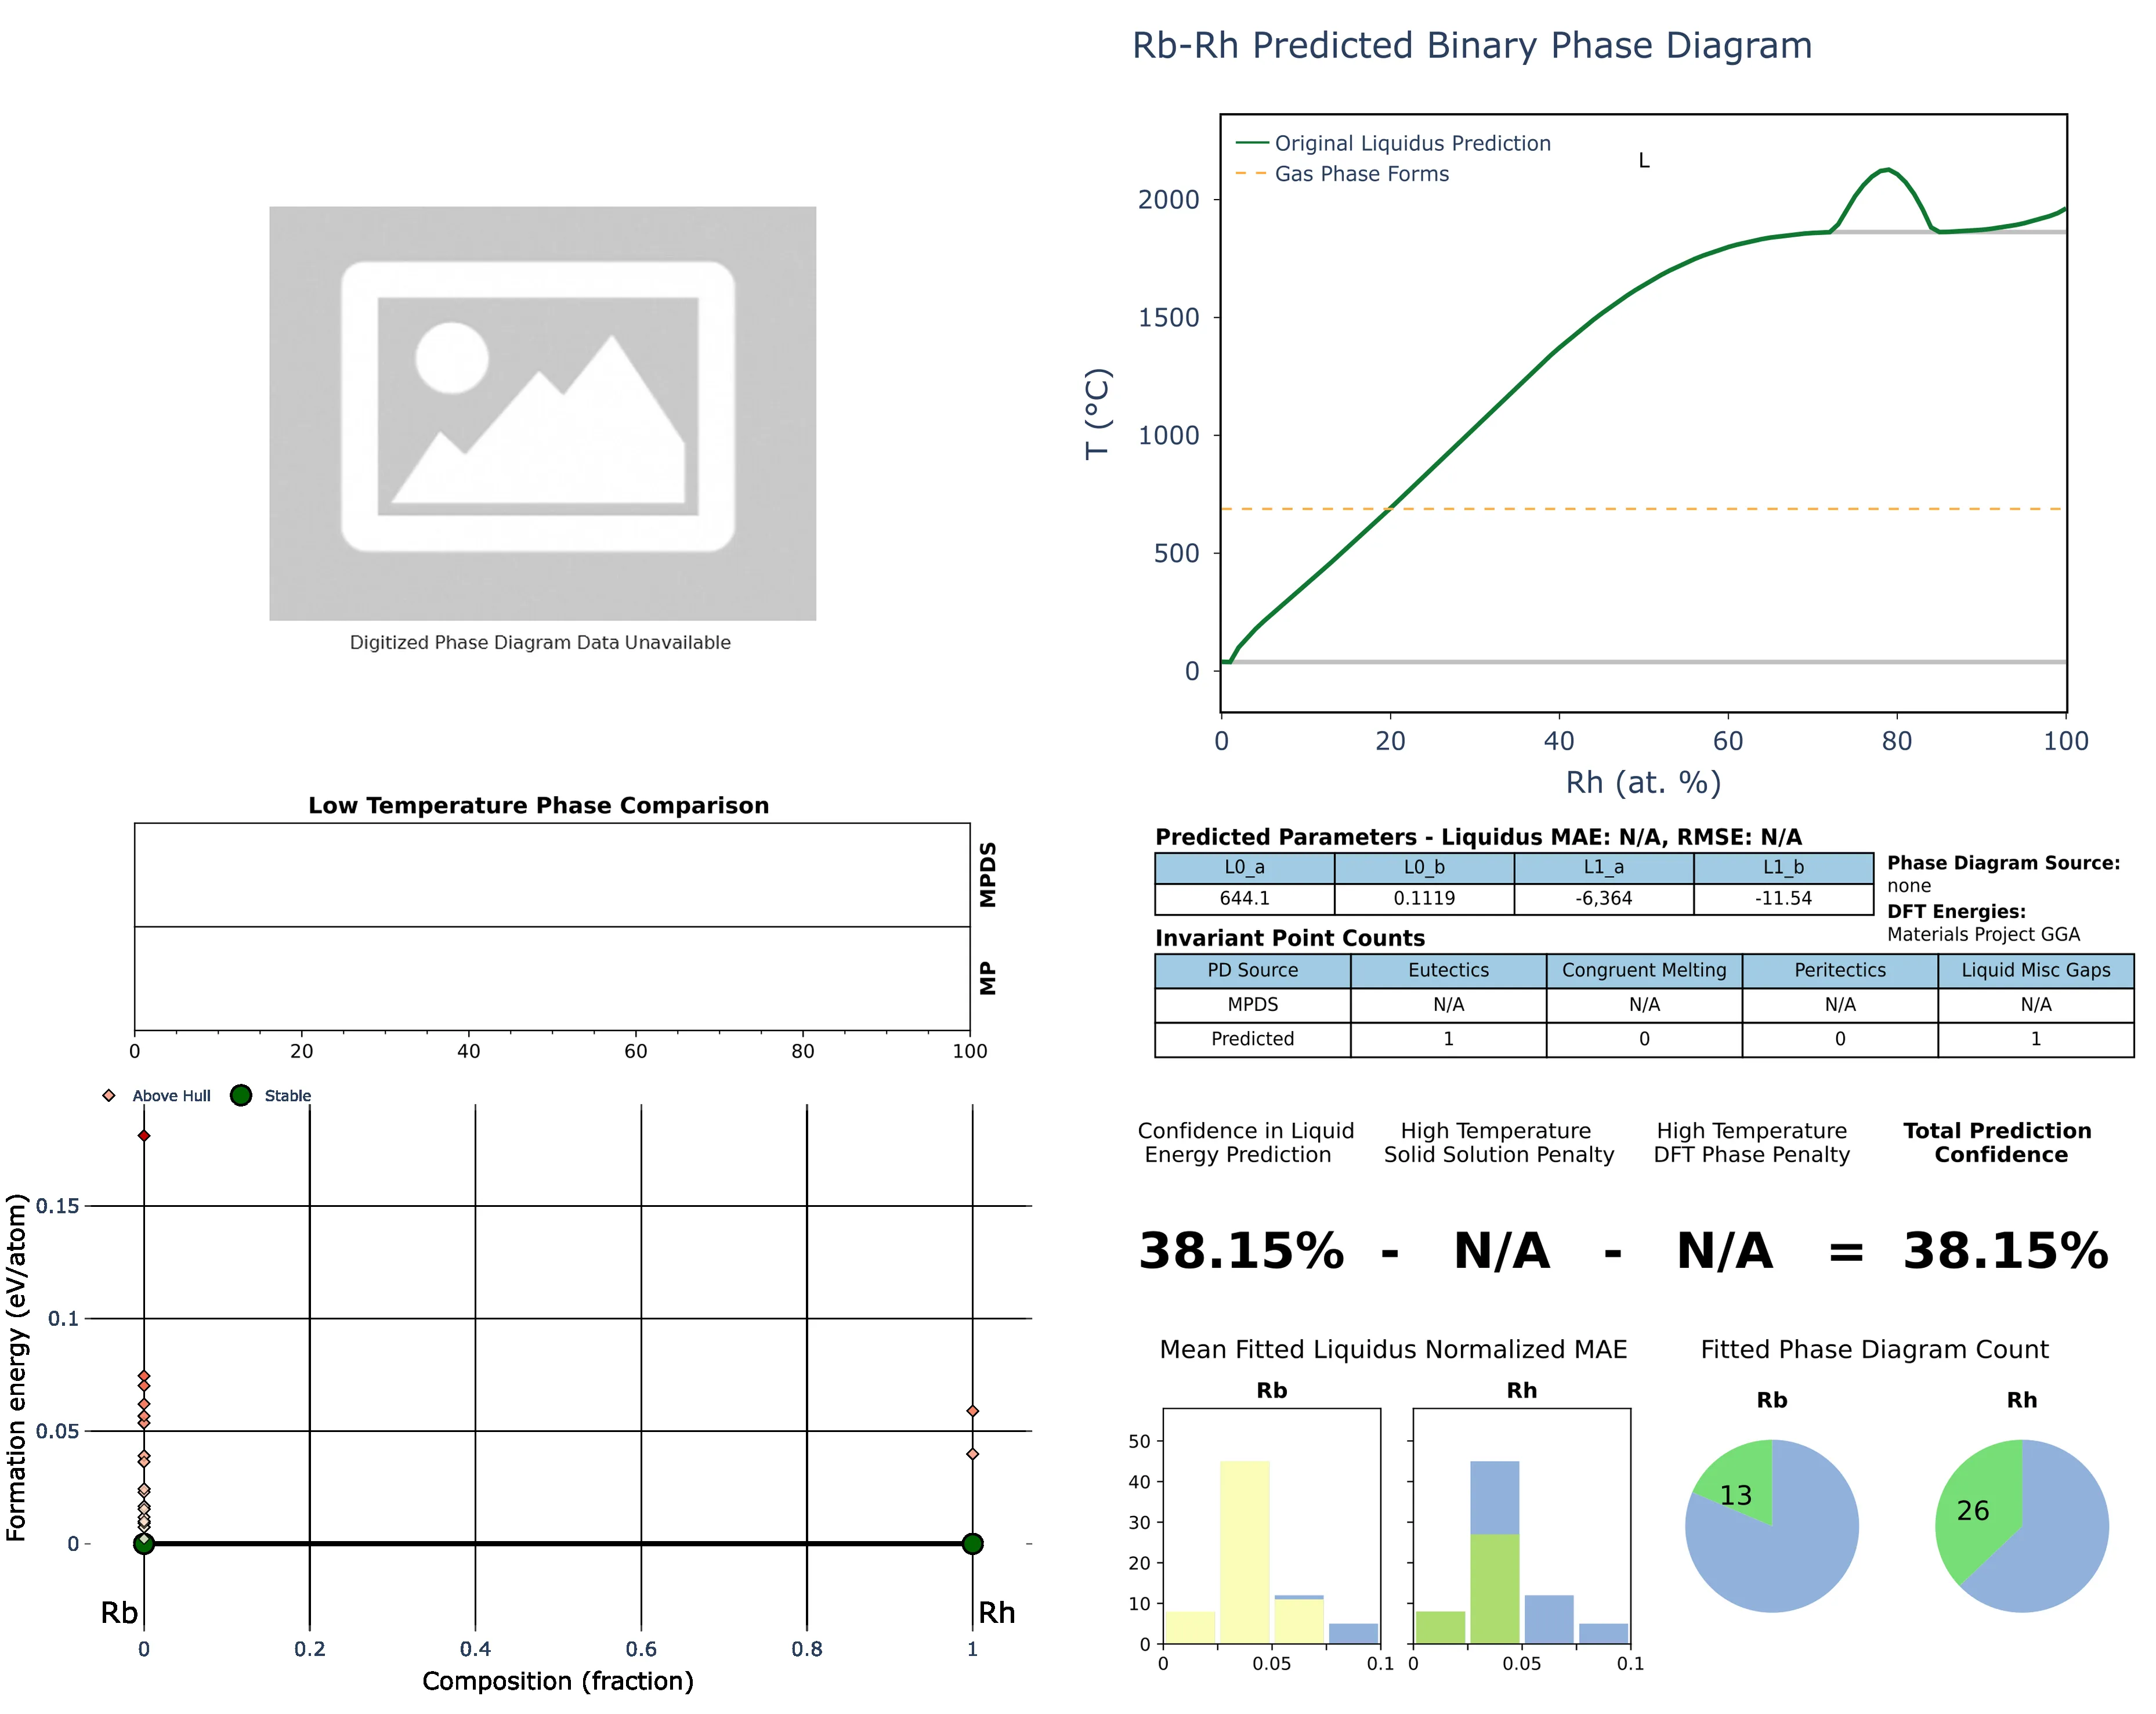 Rb-Rh Predicted Binary Phase Diagram
Original Liquidus Prediction
Gas Phase Forms
L
T (°C)
2000
1500
1000
500
0
0 20 40 60 80 100
Rh (at. %)
Digitized Phase Diagram Data Unavailable
Low Temperature Phase Comparison
MPDS
MP
0 20 40 60 80 100
Predicted Parameters - Liquidus MAE: N/A, RMSE: N/A
L0_a L0_b L1_a L1_b
644.1 0.1119 -6,364 -11.54
Phase Diagram Source:
none
DFT Energies:
Materials Project GGA
Invariant Point Counts
PD Source Eutectics Congruent Melting Peritectics Liquid Misc Gaps
MPDS N/A N/A N/A N/A
Predicted 1 0 0 1
Above Hull Stable
Formation energy (eV/atom)
0.15
0.1
0.05
0
Rb Rh
0 0.2 0.4 0.6 0.8 1
Composition (fraction)
Confidence in Liquid
Energy Prediction
High Temperature
Solid Solution Penalty
High Temperature
DFT Phase Penalty
Total Prediction
Confidence
38.15% - N/A - N/A = 38.15%
Mean Fitted Liquidus Normalized MAE
Rb Rh
50
40
30
20
10
0
0 0.05 0.1 0 0.05 0.1
Fitted Phase Diagram Count
Rb Rh
13 26